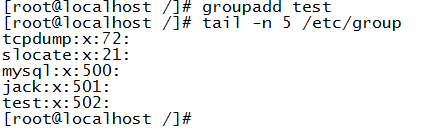 [root@localhost /]# groupadd test
[root@localhost /]# tail -n 5 /etc/group
tcpdump:x:72:
slocate:x:21:
mysql:x:500:
jack:x:501:
test:x:502:
[root@localhost /]#